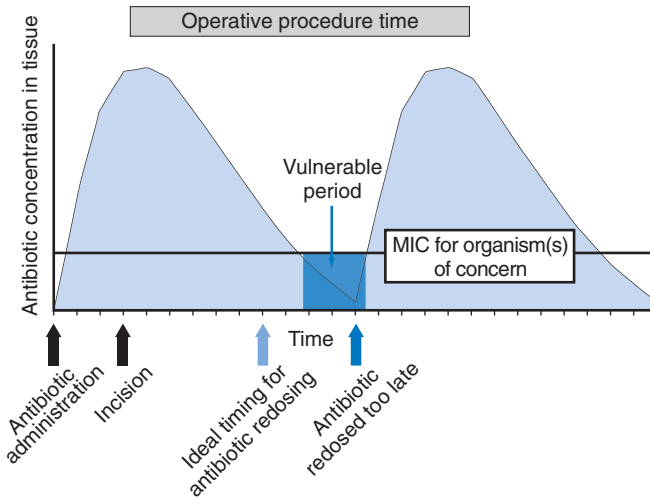 Operative procedure time
Antibiotic concentration in tissue
Vulnerable
period
MIC for organism(s)
of concern
Time
Antibiotic
administration
Incision
Ideal timing for
antibiotic redosing
Antibiotic
redosed too late